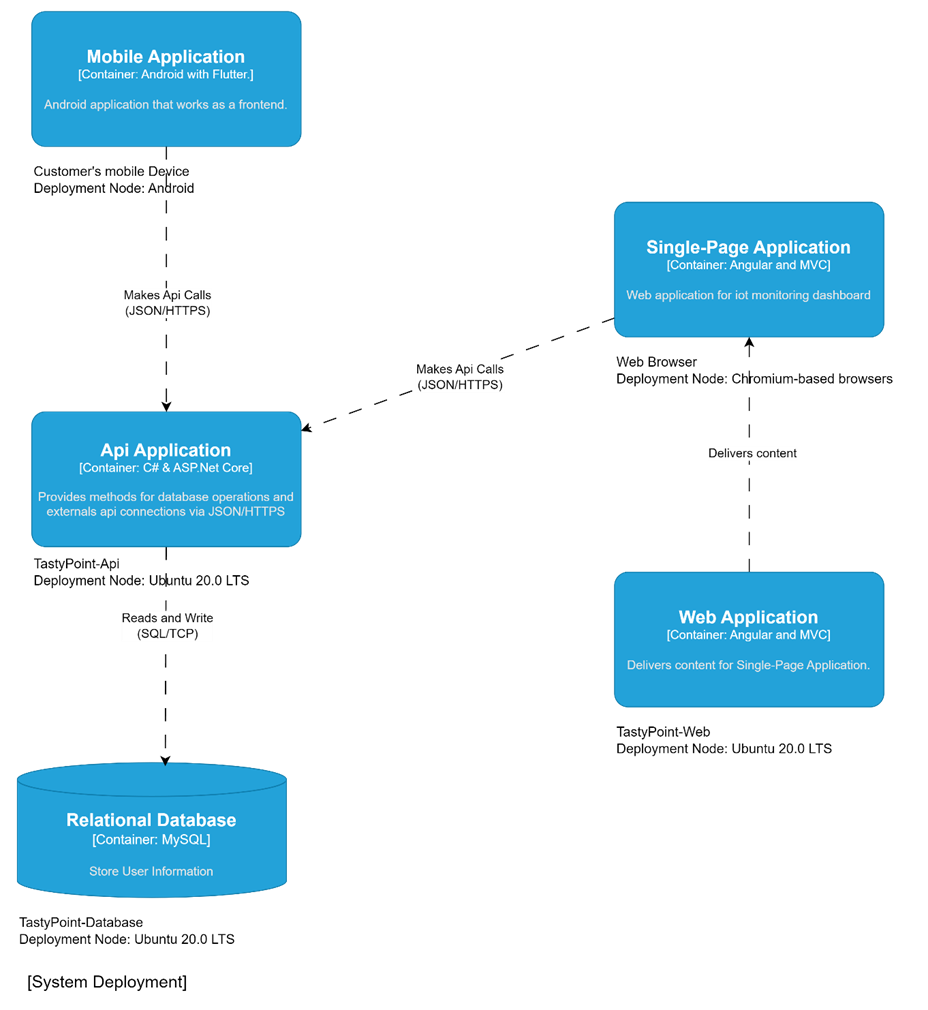 Mobile Application
[Container: Android with Flutter.]
Android application that works as a frontend.
Customer's mobile Device
Deployment Node: Android
Makes Api Calls
(JSON/HTTPS)
Single-Page Application
[Container: Angular and MVC]
Web application for iot monitoring dashboard
Web Browser
Deployment Node: Chromium-based browsers
Makes Api Calls
(JSON/HTTPS)
Api Application
[Container: C# & ASP.Net Core]
Provides methods for database operations and
externals api connections via JSON/HTTPS
TastyPoint-Api
Deployment Node: Ubuntu 20.0 LTS
Delivers content
Reads and Write
(SQL/TCP)
Web Application
[Container: Angular and MVC]
Delivers content for Single-Page Application.
TastyPoint-Web
Deployment Node: Ubuntu 20.0 LTS
Relational Database
[Container: MySQL]
Store User Information
TastyPoint-Database
Deployment Node: Ubuntu 20.0 LTS
[System Deployment]